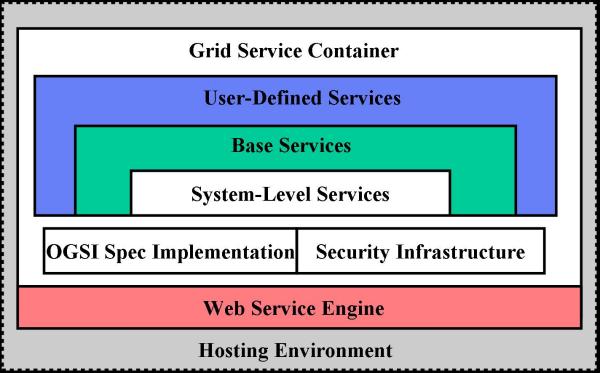 Grid Service Container
User-Defined Services
Base Services
System-Level Services
OGSI Spec Implementation
Security Infrastructure
Web Service Engine
Hosting Environment